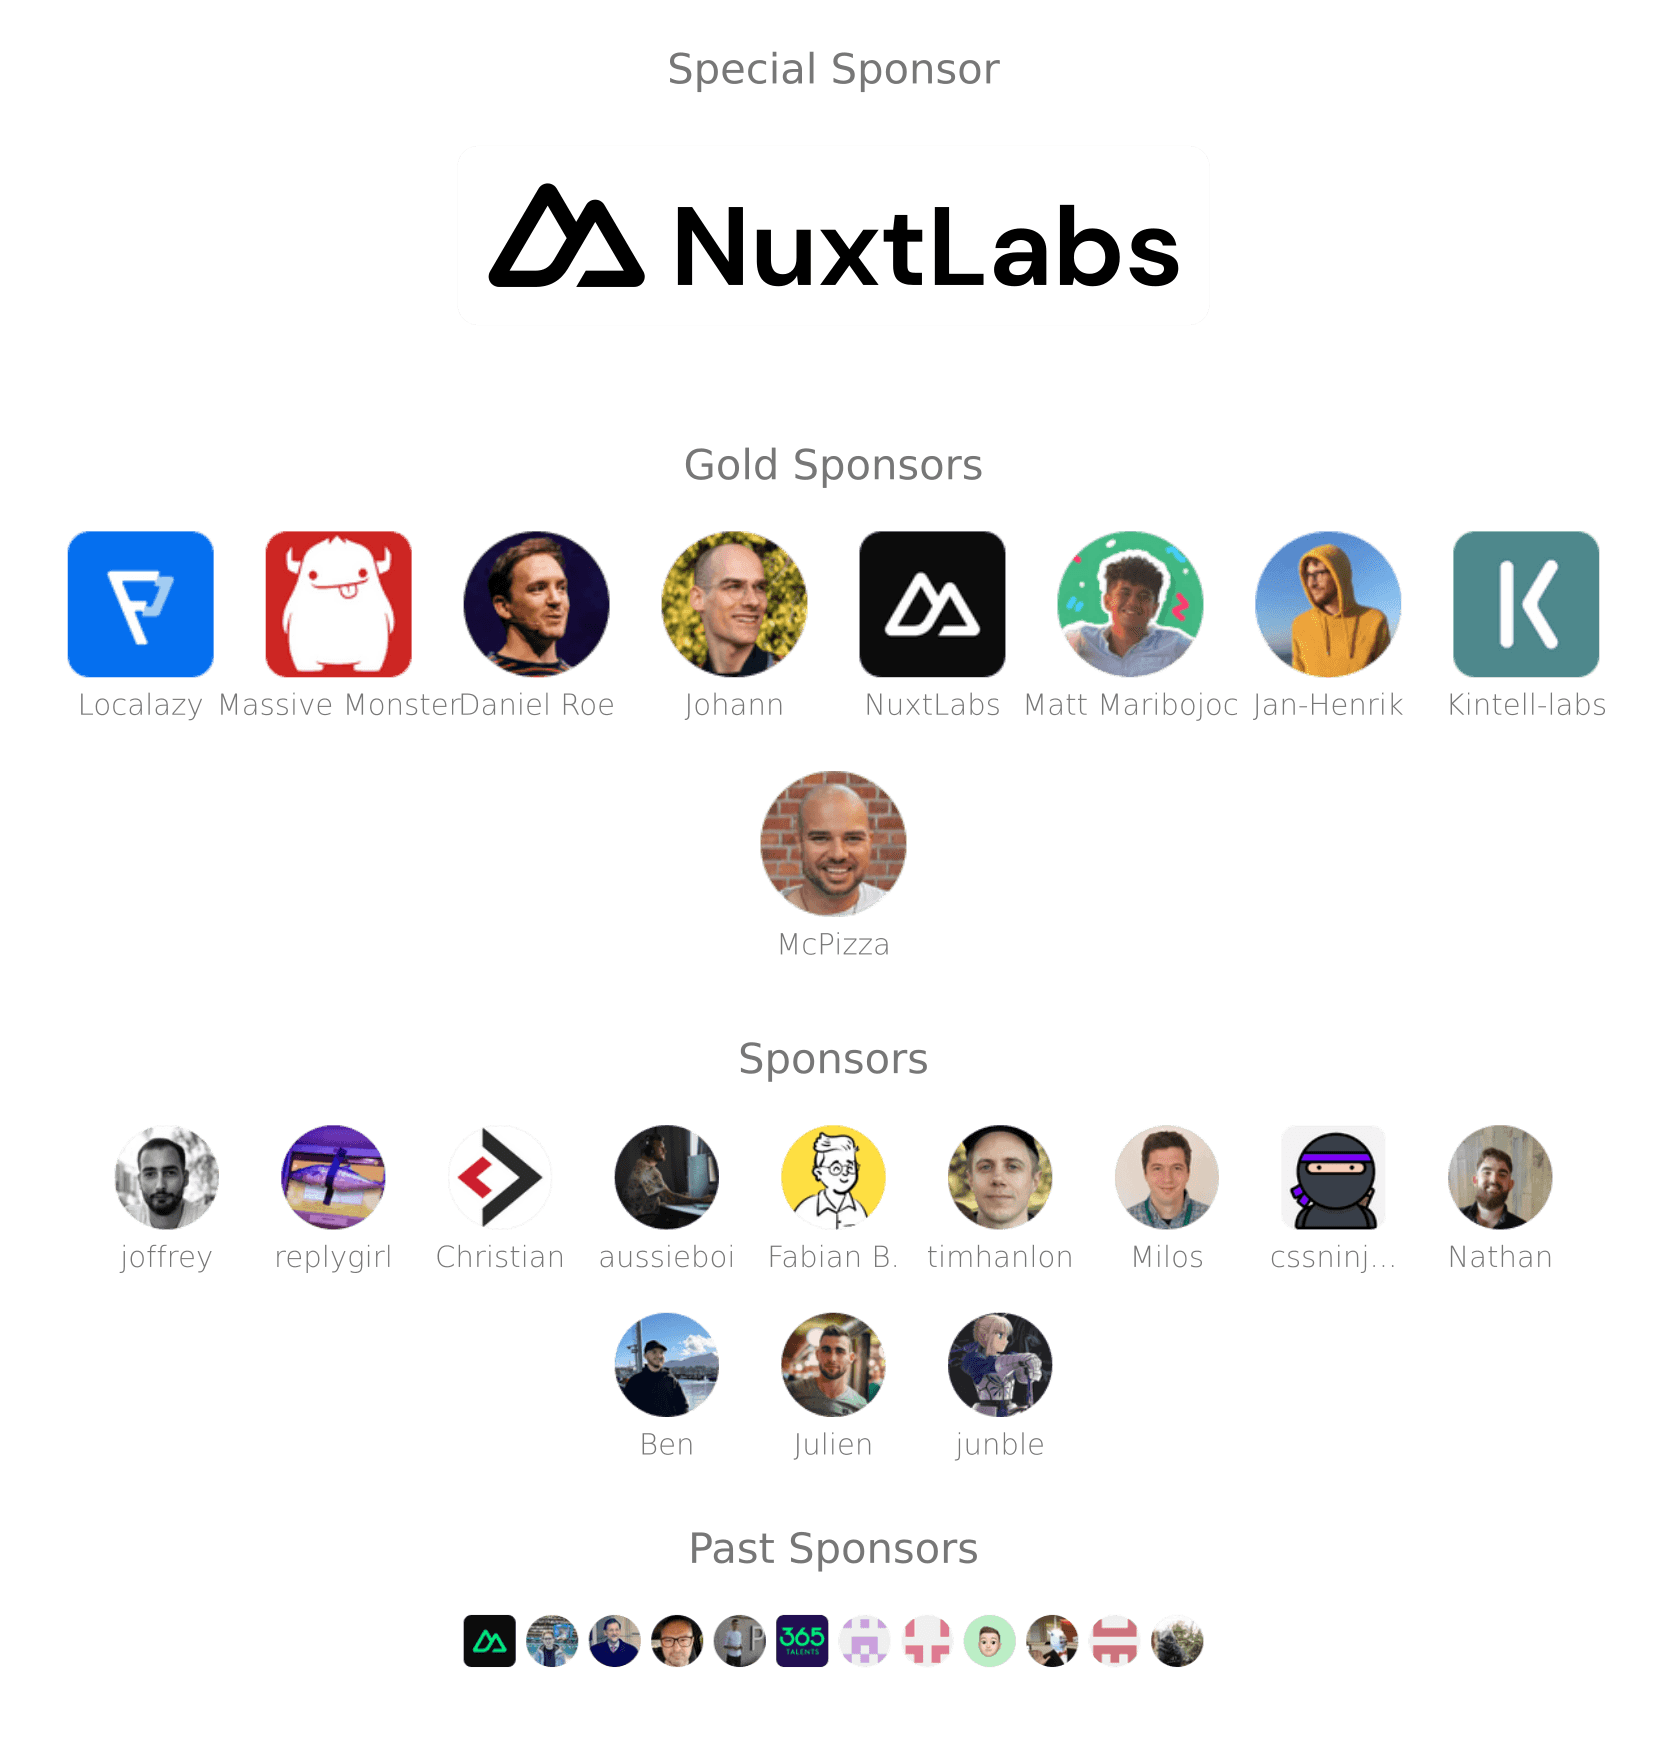 Special Sponsor
NuxtLabs
Gold Sponsors
Localazy Massive Monster Daniel Roe Johann NuxtLabs Matt Maribojoc Jan-Henrik Kintell-labs
McPizza
Sponsors
joffrey replygirl Christian aussieboi Fabian B. timhanlon Milos cssninj... Nathan
Ben Julien junble
Past Sponsors
P 365
TALENTS